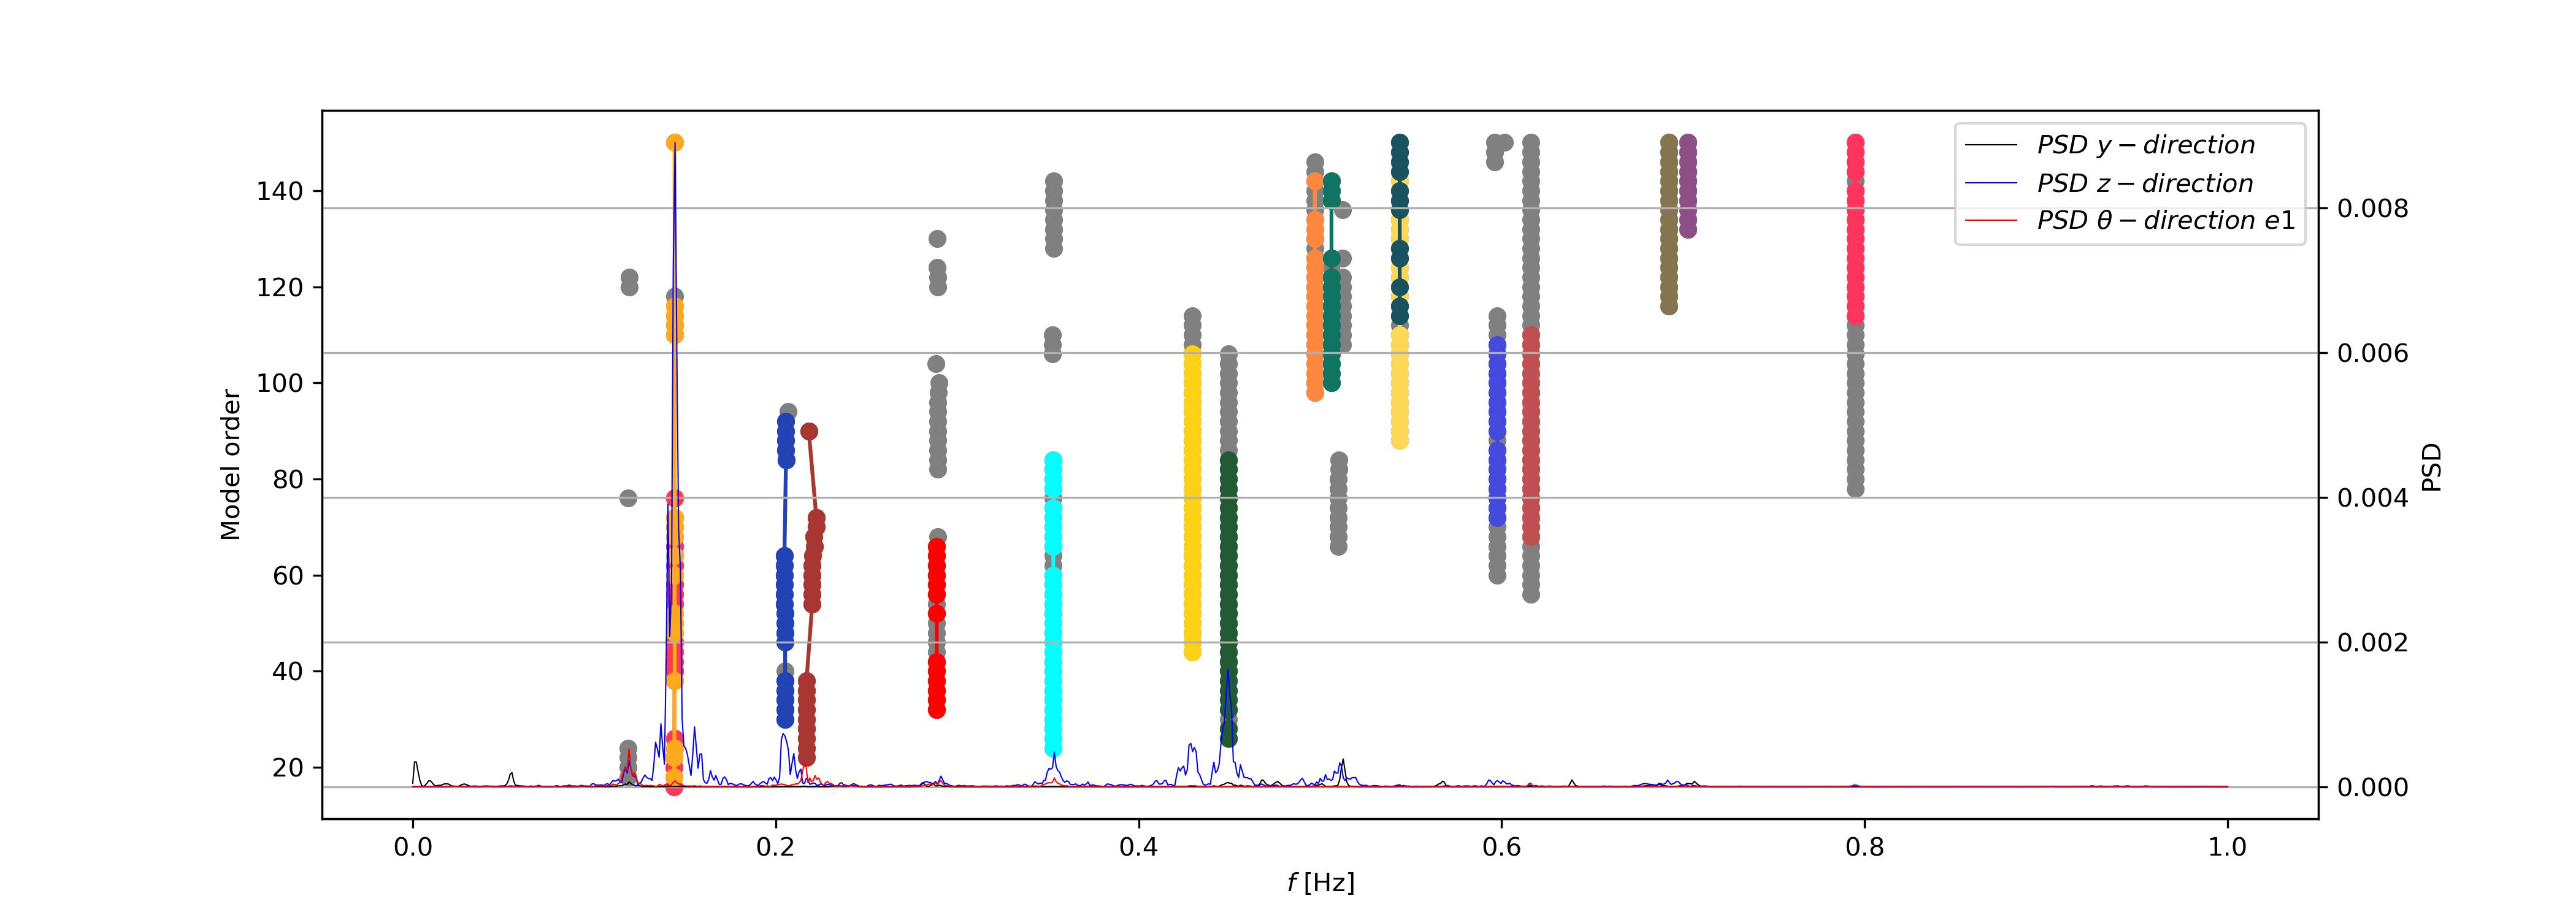 PSD y − direction
PSD z − direction
PSD θ − direction e1
Model order
140
120
100
80
60
40
20
0.008
0.006
0.004
0.002
0.000
PSD
0.0 0.2 0.4 0.6 0.8 1.0
f [Hz]